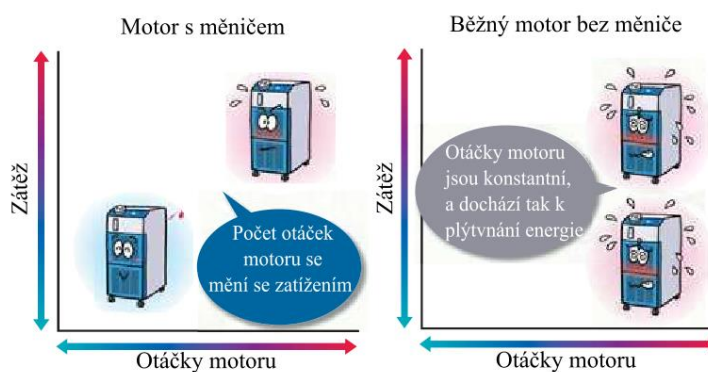 Motor s měničem
Zátěž
Počet otáček
motoru se
mění se zatížením
Otáčky motoru
Běžný motor bez měniče
Zátěž
Otáčky motoru
jsou konstantní,
a dochází tak k
plýtvnání energie
Otáčky motoru